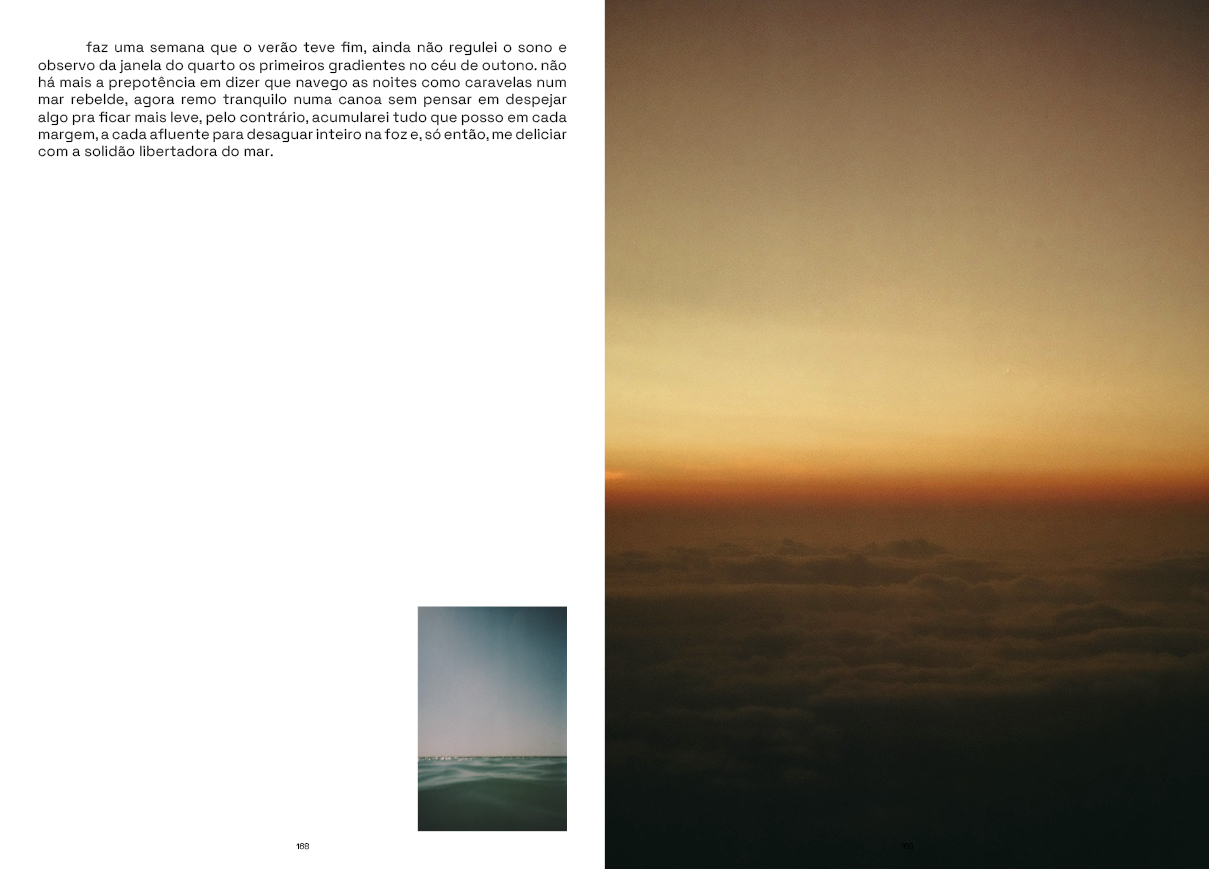 faz uma semana que o verão teve fim, ainda não regulei o sono e
observo da janela do quarto os primeiros gradientes no céu de outono. não
há mais a prepotência em dizer que navego as noites como caravelas num
mar rebelde, agora remo tranquilo numa canoa sem pensar em despejar
algo pra ficar mais leve, pelo contrário, acumularei tudo que posso em cada
margem, a cada afluente para desaguar inteiro na foz e, só então, me deliciar
com a solidão libertadora do mar.
168